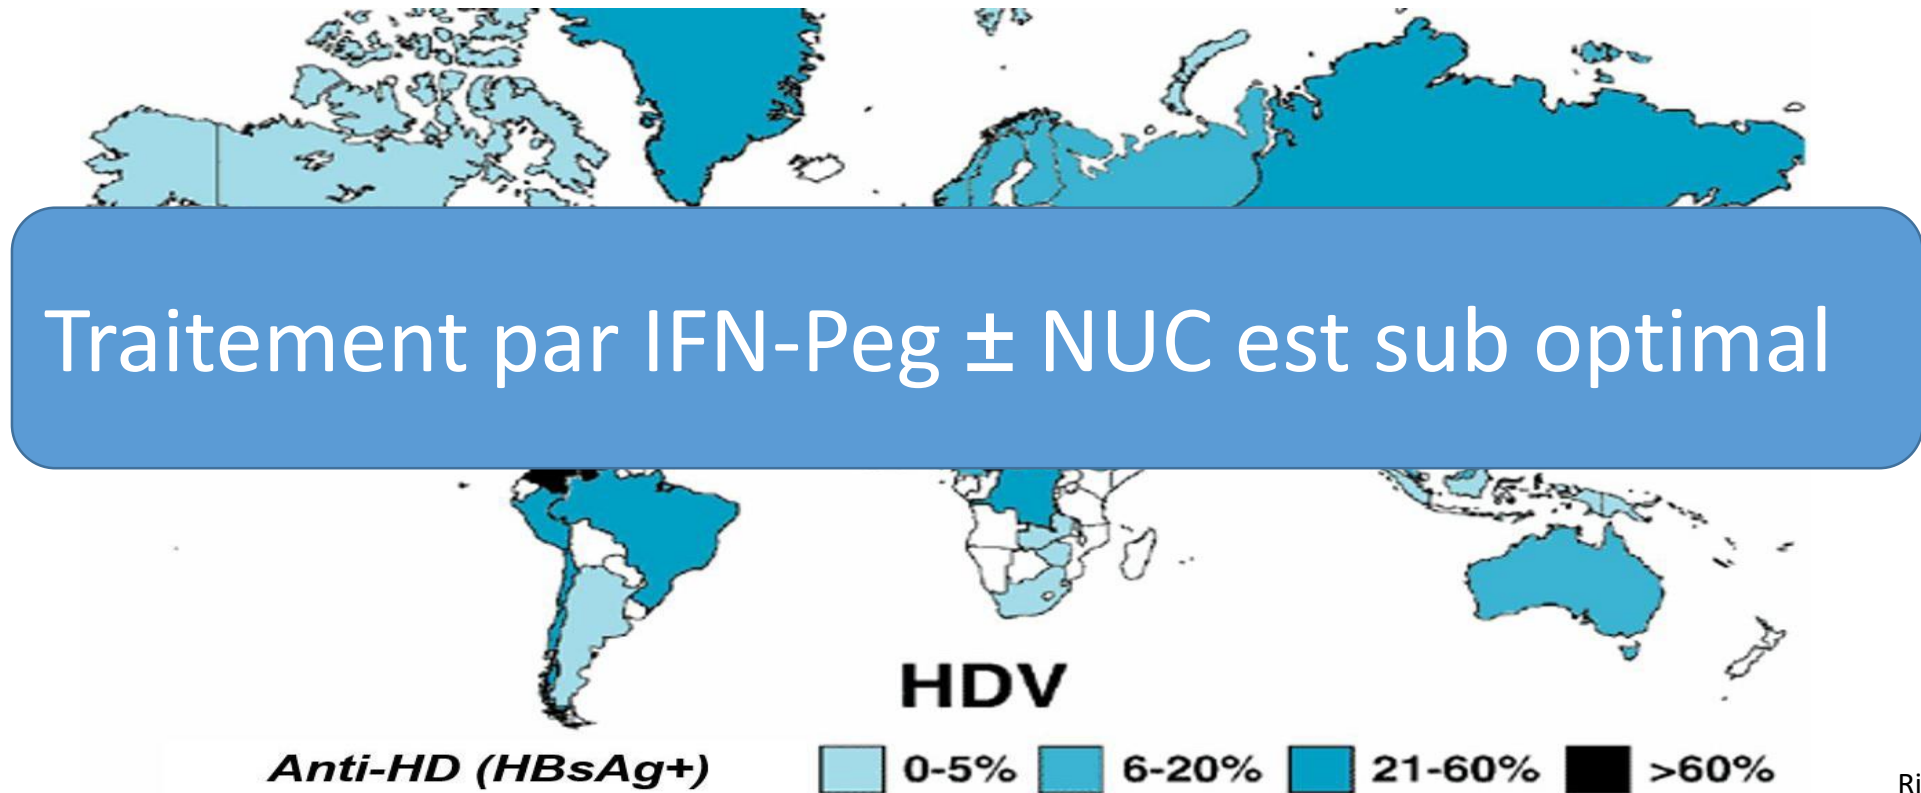 Traitement par IFN-Peg ± NUC est sub optimal
HDV
Anti-HD (HBsAg+) 0-5% 6-20% 21-60% >60%